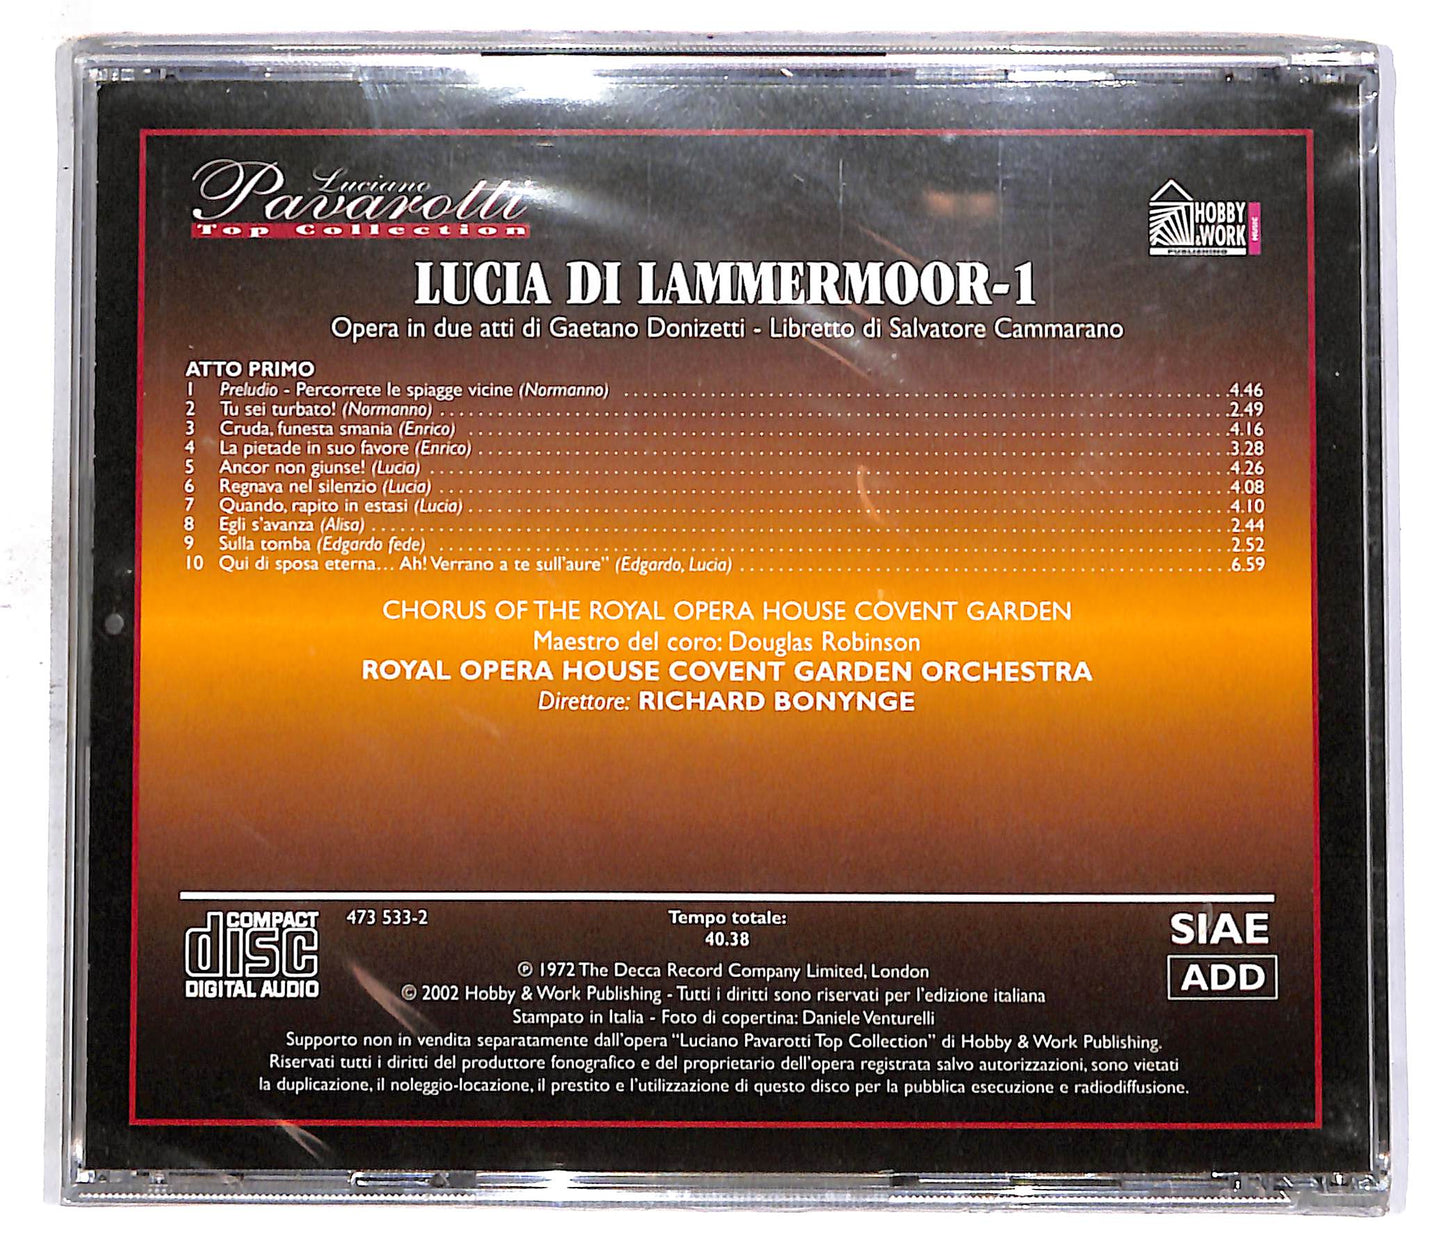 Luciano
Pavarotti
Top Collection
HOBBY
& WORK
PUBLISHING
MUSIC
LUCIA DI LAMMERMOOR-1
Opera in due atti di Gaetano Donizetti - Libretto di Salvatore Cammarano
ATTO PRIMO
1 Preludio - Percorrete le spiagge vicine (Normanno) 4.46
2 Tu sei turbato! (Normanno) 2.49
3 Cruda, funesta smania (Enrico) 4.16
4 La pietade in suo favore (Enrico) 3.28
5 Ancor non giunse! (Lucia) 4.26
6 Regnava nel silenzio (Lucia) 4.08
7 Quando, rapito in estasi (Lucia) 4.10
8 Egli s'avanza (Alisa) 2.44
9 Sulla tomba (Edgardo fede) 2.52
10 Qui di sposa eterna... Ah! Verrano a te sull'aure" (Edgardo, Lucia) 6.59
CHORUS OF THE ROYAL OPERA HOUSE COVENT GARDEN
Maestro del coro: Douglas Robinson
ROYAL OPERA HOUSE COVENT GARDEN ORCHESTRA
Direttore: RICHARD BONYNGE
COMPACT
disc
DIGITAL AUDIO
473 533-2
Tempo totale:
40.38
SIAE
ADD
℗ 1972 The Decca Record Company Limited, London
© 2002 Hobby & Work Publishing - Tutti i diritti sono riservati per l'edizione italiana
Stampato in Italia - Foto di copertina: Daniele Venturelli
Supporto non in vendita separatamente dall'opera "Luciano Pavarotti Top Collection" di Hobby & Work Publishing.
Riservati tutti i diritti del produttore fonografico e del proprietario dell'opera registrata salvo autorizzazioni, sono vietati
la duplicazione, il noleggio-locazione, il prestito e l'utilizzazione di questo disco per la pubblica esecuzione e radiodiffusione.